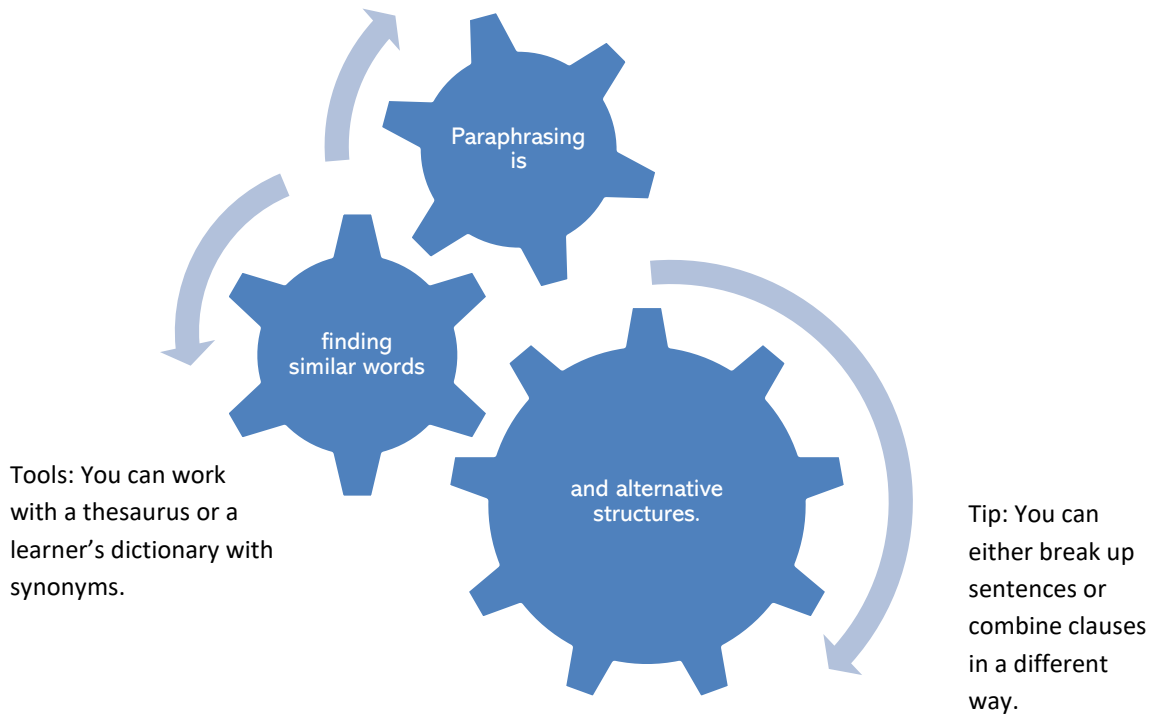 Paraphrasing
is
finding
similar words
and alternative
structures.
Tools: You can work
with a thesaurus or a
learner’s dictionary with
synonyms.
Tip: You can
either break up
sentences or
combine clauses
in a different
way.